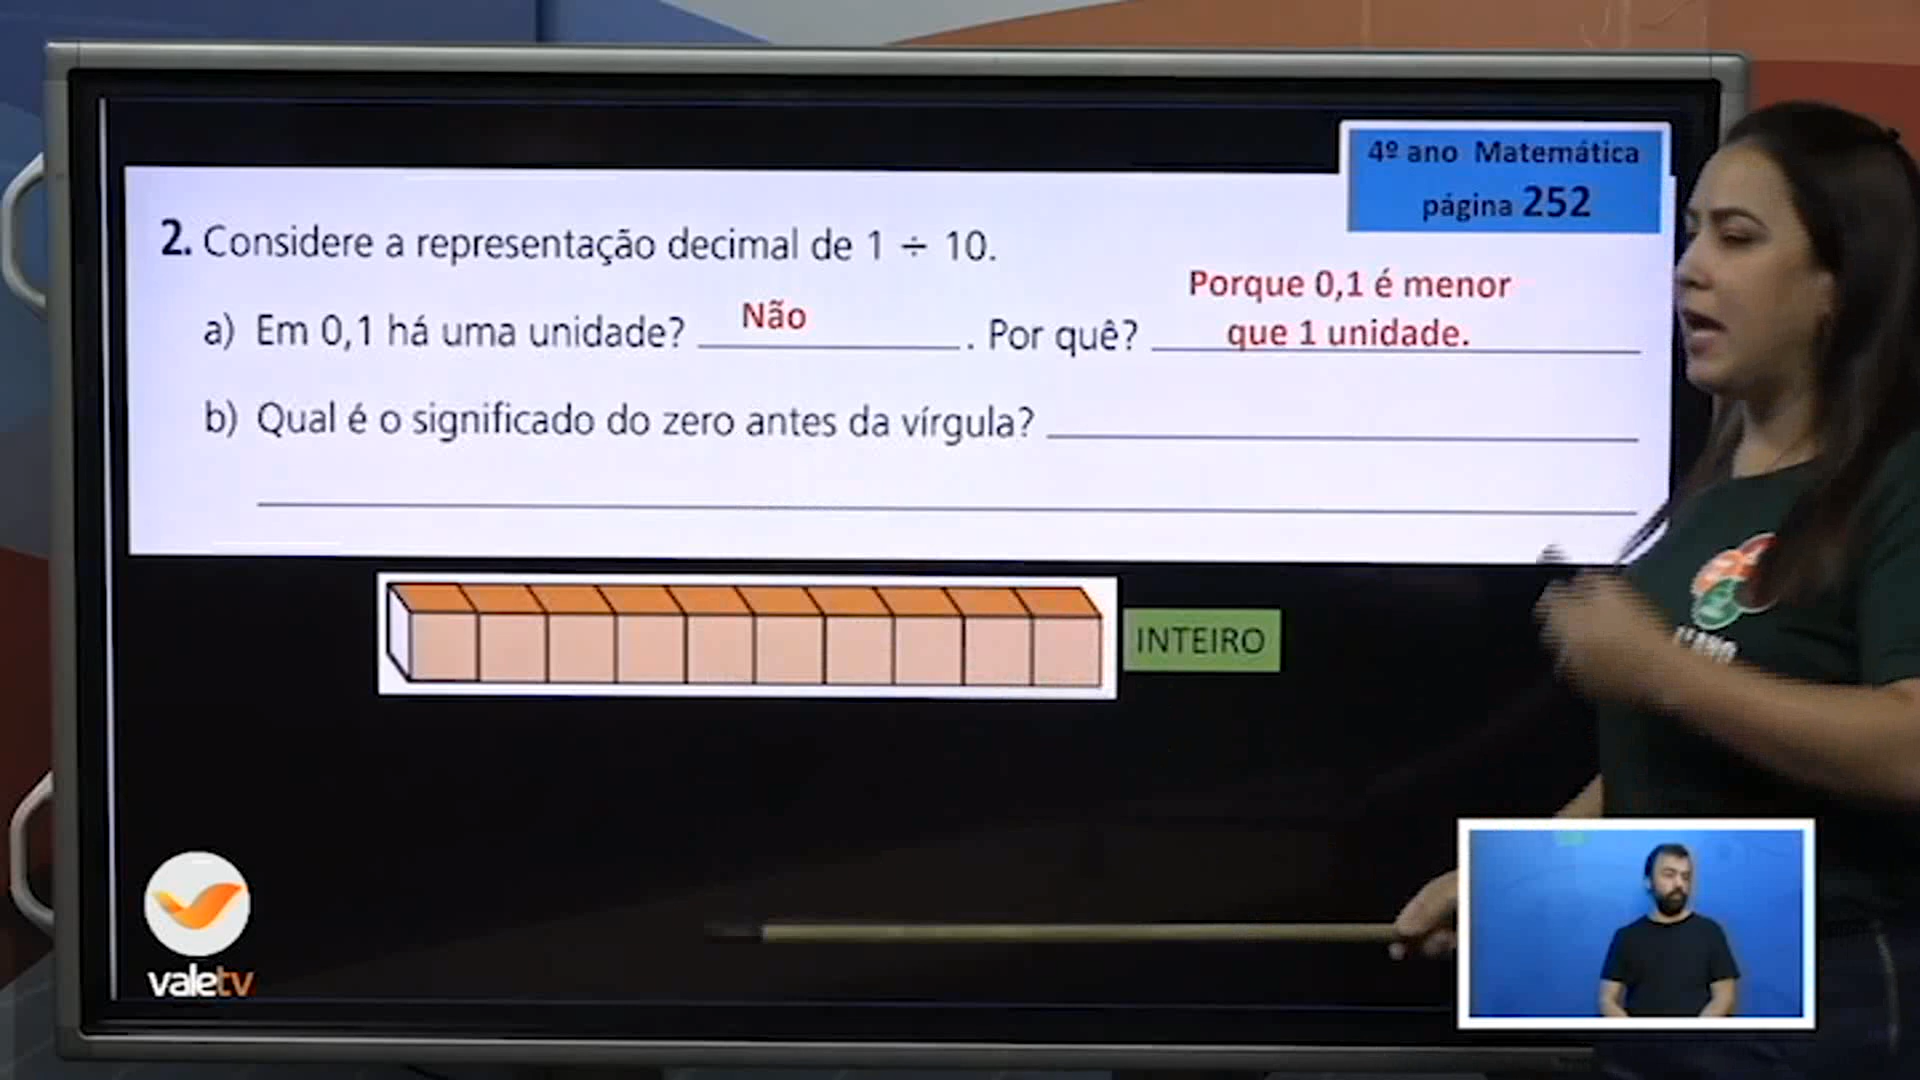 4º ano Matemática
página 252
2. Considere a representação decimal de 1 ÷ 10.
Porque 0,1 é menor
que 1 unidade.
a) Em 0,1 há uma unidade? Não. Por quê?
b) Qual é o significado do zero antes da vírgula?
INTEIRO
valetv